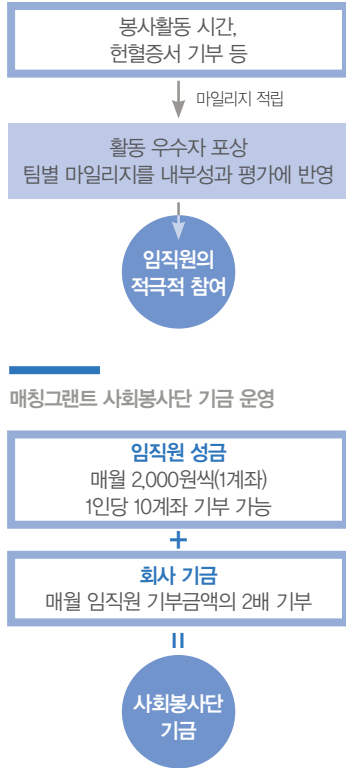 봉사활동 시간,
헌혈증서 기부 등
마일리지 적립
활동 우수자 포상
팀별 마일리지를 내부성과 평가에 반영
임직원의
적극적 참여
매칭그랜트 사회봉사단 기금 운영
임직원 성금
매월 2,000원씩(1계좌)
1인당 10계좌 기부 가능
+
회사 기금
매월 임직원 기부금액의 2배 기부
=
사회봉사단
기금